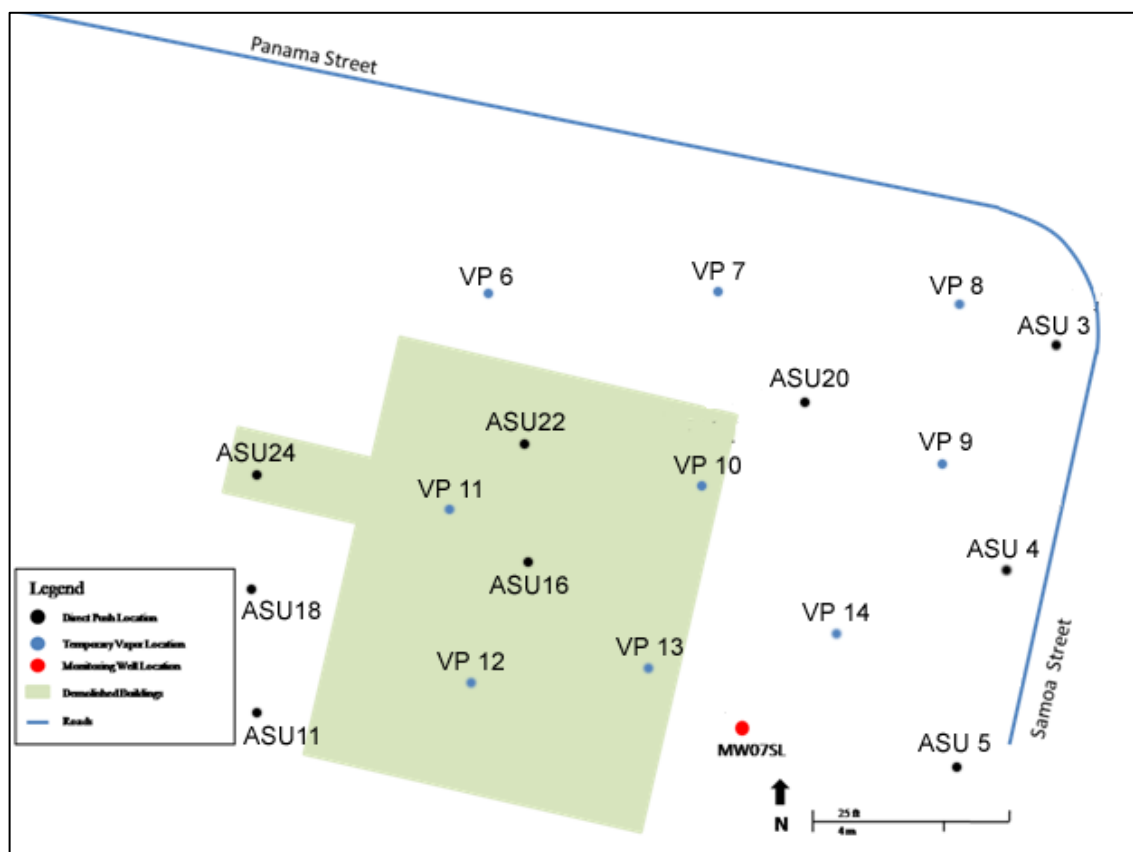 Panama Street
VP 6
VP 7
VP 8
ASU 3
ASU20
ASU22
ASU24
VP 10
VP 9
VP 11
ASU 4
ASU16
ASU18
VP 14
VP 13
VP 12
ASU11
MW07SL
ASU 5
Samoa Street
N
25 ft
4 m
Legend
Direct Push Location
Temporary Vapor Location
Monitoring Well Location
Demolished Buildings
Roads